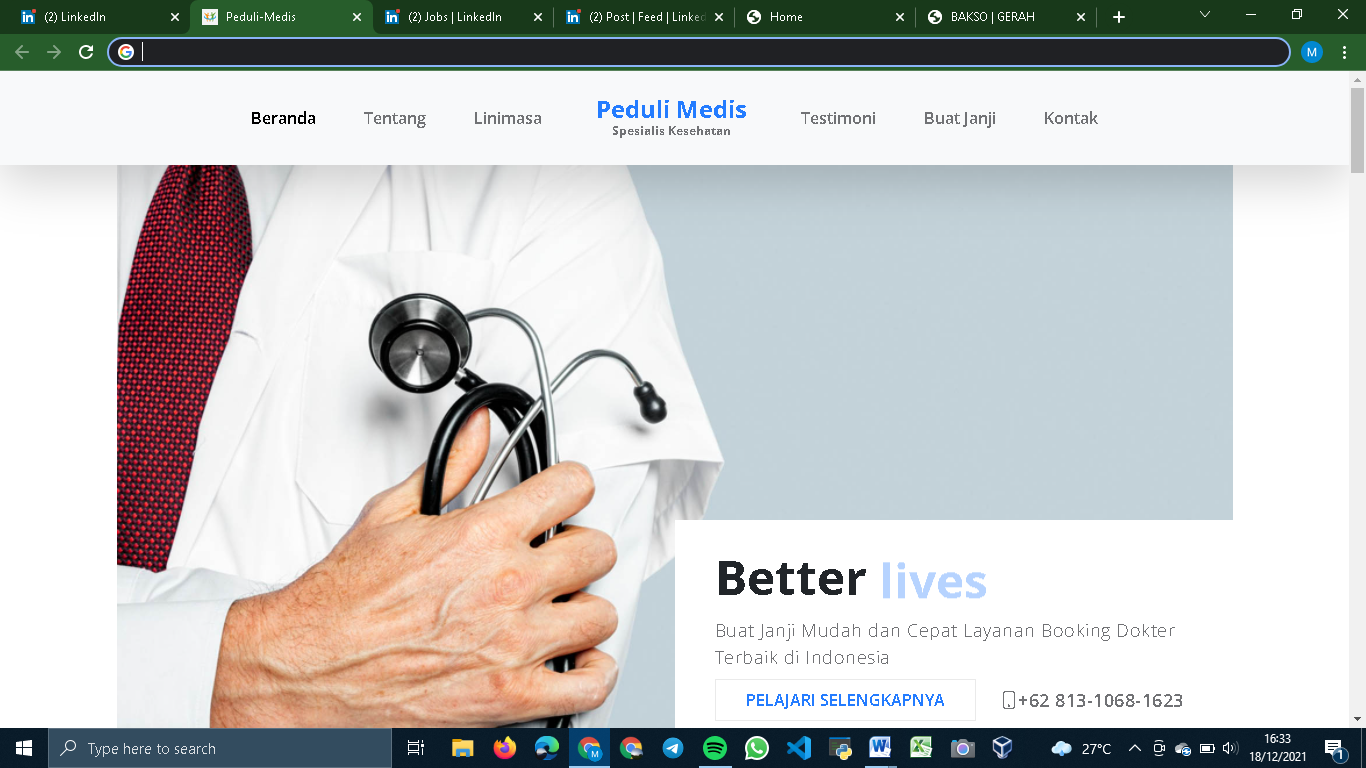 (2) LinkedIn
Peduli-Medis
(2) Jobs | LinkedIn
(2) Post | Feed | Linked
Home
BAKSO | GERAH
M
Beranda
Tentang
Linimasa
Peduli Medis
Spesialis Kesehatan
Testimoni
Buat Janji
Kontak
Better lives
Buat Janji Mudah dan Cepat Layanan Booking Dokter
Terbaik di Indonesia
PELAJARI SELENGKAPNYA
+62 813-1068-1623
Type here to search
27°C
16:33
18/12/2021
1